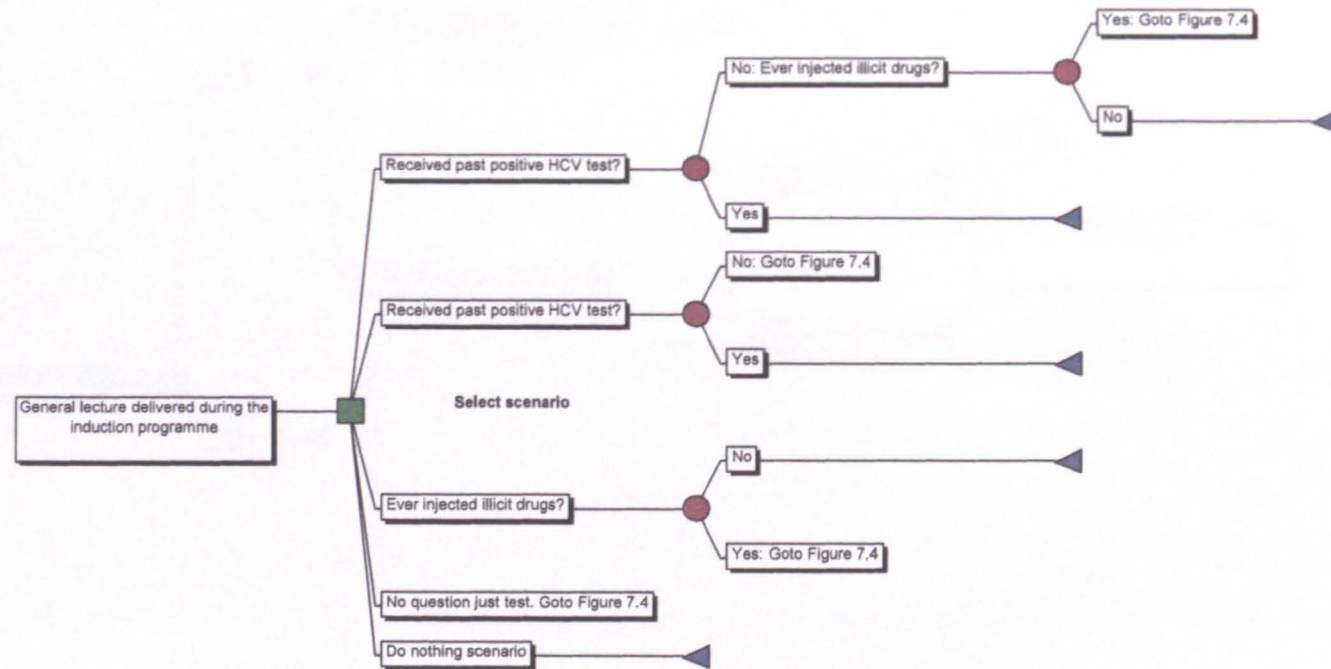 Yes: Goto Figure 7.4
No: Ever injected illicit drugs?
No
Received past positive HCV test?
Yes
No: Goto Figure 7.4
Received past positive HCV test?
Yes
General lecture delivered during the
induction programme
Select scenario
No
Ever injected illicit drugs?
Yes: Goto Figure 7.4
No question just test. Goto Figure 7.4
Do nothing scenario